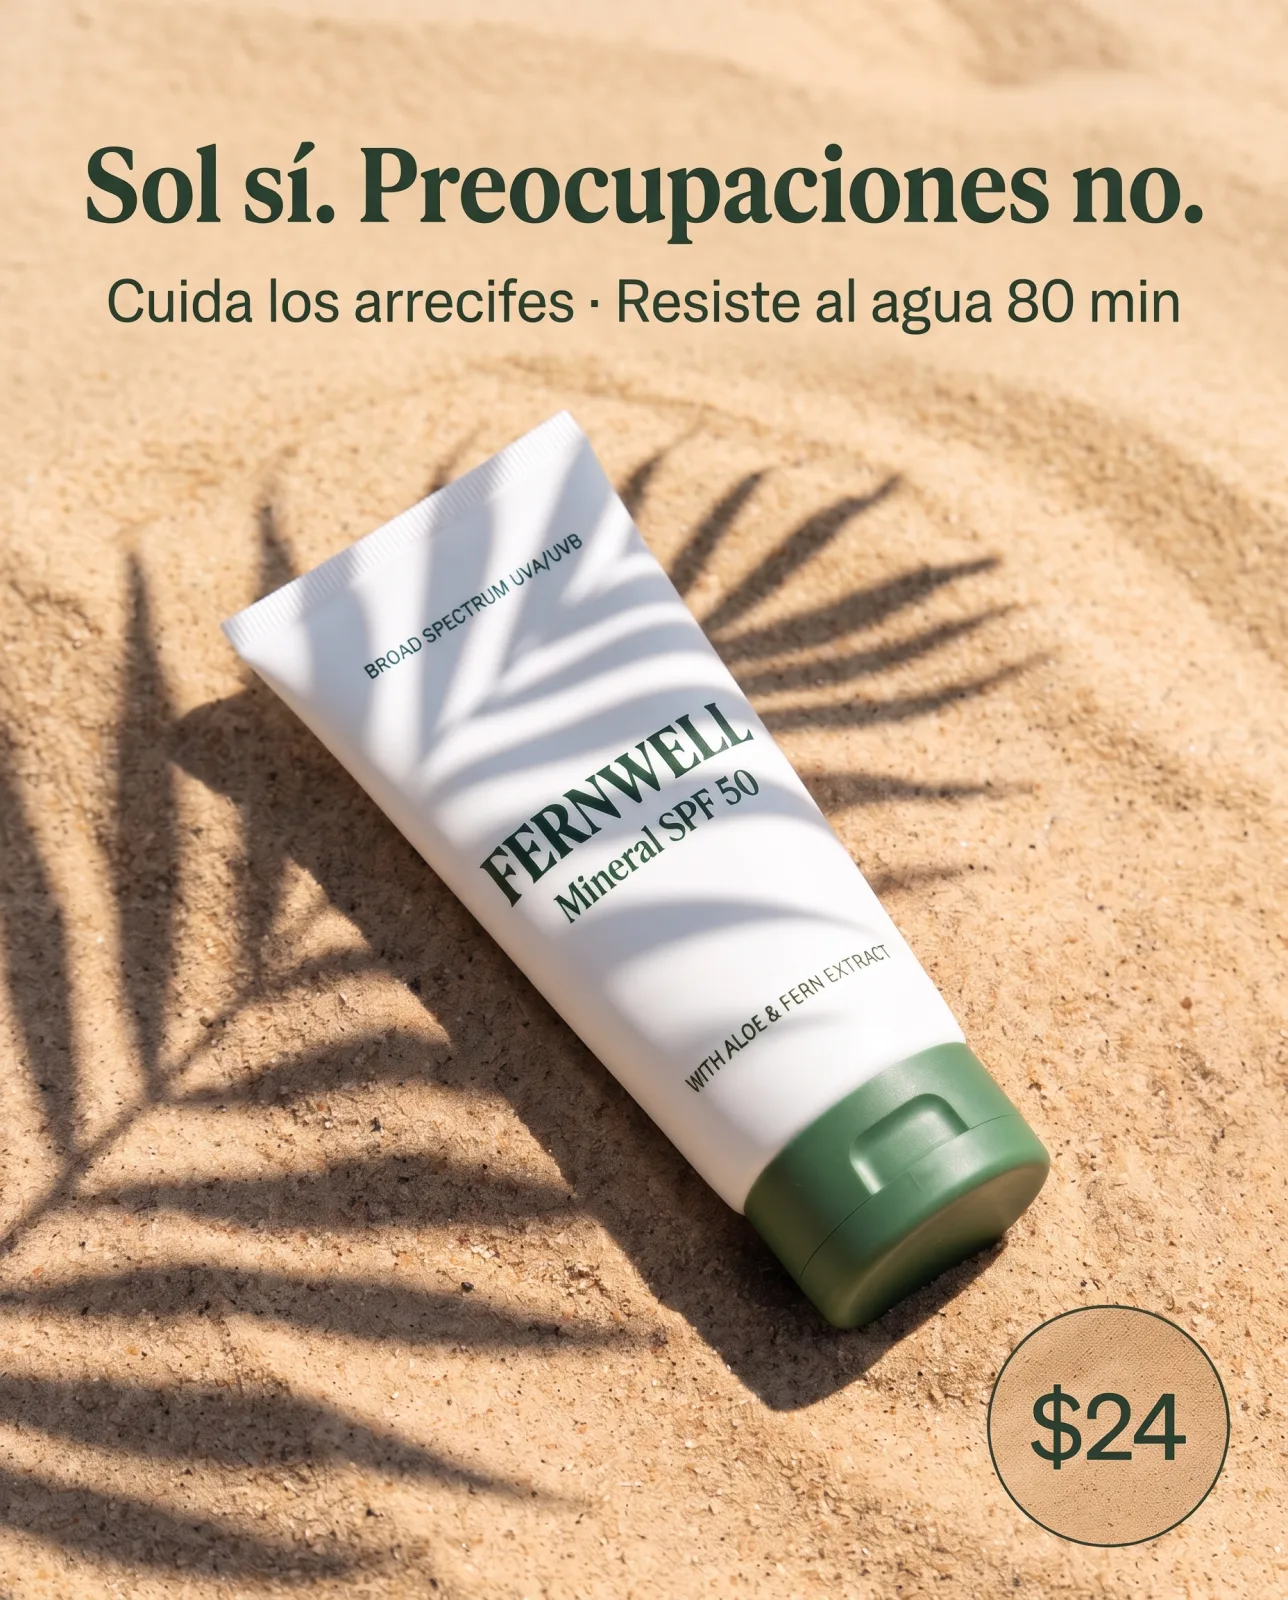 Sol sí. Preocupaciones no.
Cuida los arrecifes · Resiste al agua 80 min
BROAD SPECTRUM UVA/UVB
FERNWELL
Mineral SPF 50
WITH ALOE & FERN EXTRACT
$24